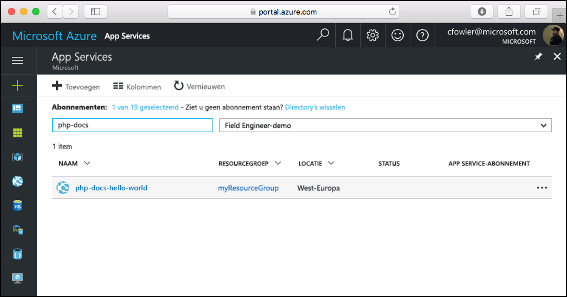 portal.azure.com
Microsoft Azure App Services
cfowler@microsoft.com
MICROSOFT
App Services
Microsoft
Toevoegen Kolommen Vernieuwen
Abonnementen: 1 van 19 geselecteerd - Ziet u geen abonnement staan? Directory's wisselen
php-docs Field Engineer-demo
1 item
NAAM RESOURCEGROEP LOCATIE STATUS APP SERVICE-ABONNEMENT
php-docs-hello-world myResourceGroup West-Europa